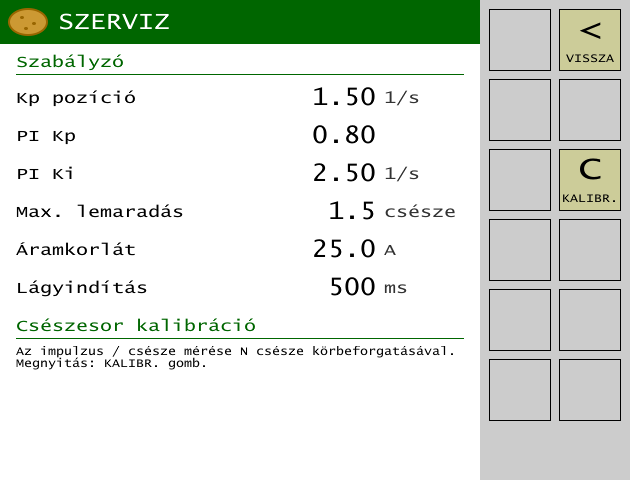 SZERVIZ
<
VISSZA
Szabályzó
Kp pozíció 1.50 1/s
PI Kp 0.80
PI Ki 2.50 1/s
C
KALIBR.
Max. lemaradás 1.5 csésze
Áramkorlát 25.0 A
Lágyindítás 500 ms
Csészesor kalibráció
Az impulzus / csésze mérése N csésze körbeforgatásával.
Megnyitás: KALIBR. gomb.